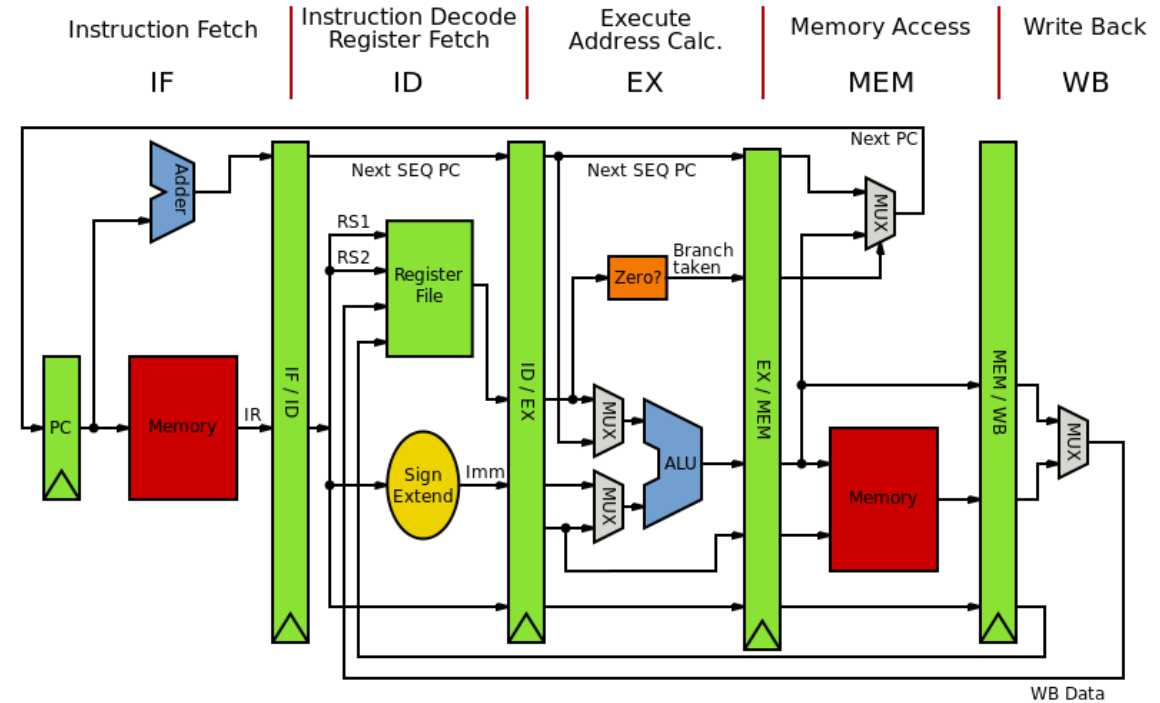 Instruction Fetch
IF
Instruction Decode
Register Fetch
ID
Execute
Address Calc.
EX
Memory Access
MEM
Write Back
WB
Next PC
Adder
Next SEQ PC
Next SEQ PC
MUX
RS1
RS2
Register
File
Zero?
Branch
taken
PC
Memory
IR
IF / ID
ID / EX
EX / MEM
MEM / WB
MUX
ALU
MUX
Sign
Extend
Imm
Memory
MUX
WB Data